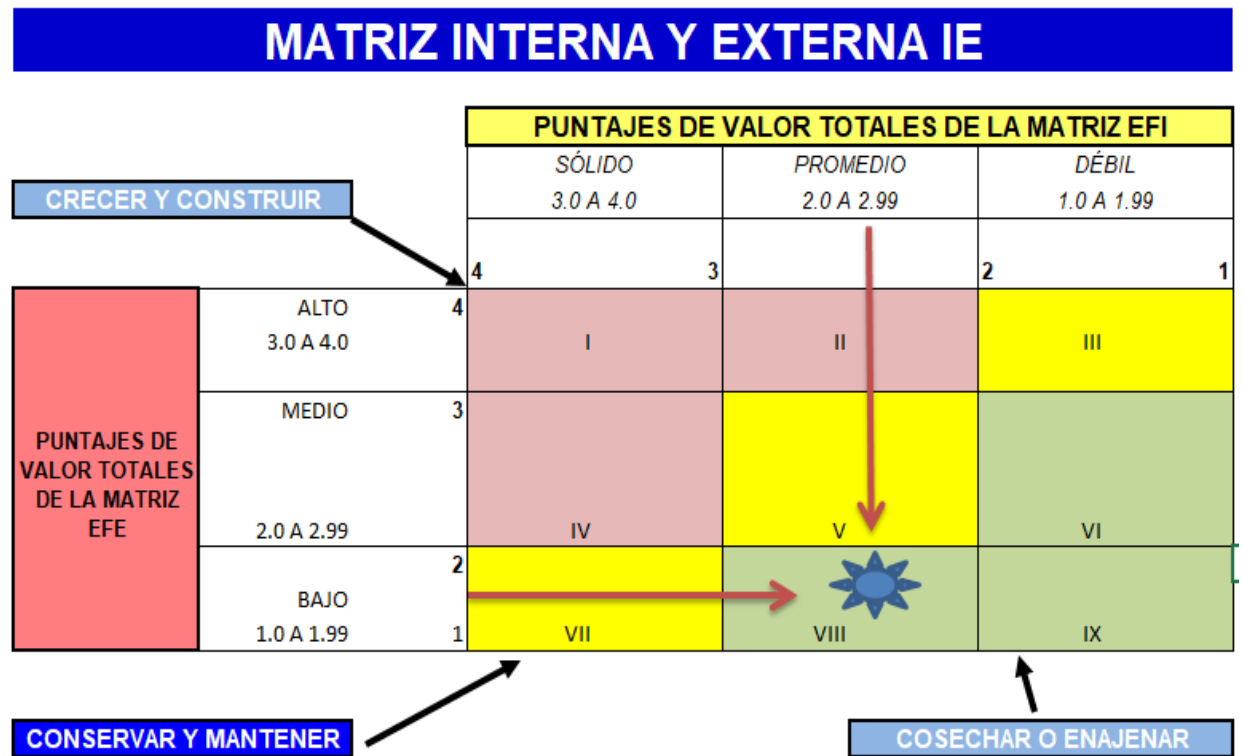 MATRIZ INTERNA Y EXTERNA IE
PUNTAJES DE VALOR TOTALES DE LA MATRIZ EFI
SÓLIDO PROMEDIO DÉBIL
CRECER Y CONSTRUIR 3.0 A 4.0 2.0 A 2.99 1.0 A 1.99
4 3 2 1
ALTO 4
3.0 A 4.0 I II III
MEDIO 3
PUNTAJES DE
VALOR TOTALES
DE LA MATRIZ
EFE 2.0 A 2.99 IV V VI
2
BAJO
1.0 A 1.99 1 VII VIII IX
CONSERVAR Y MANTENER COSECHAR O ENAJENAR